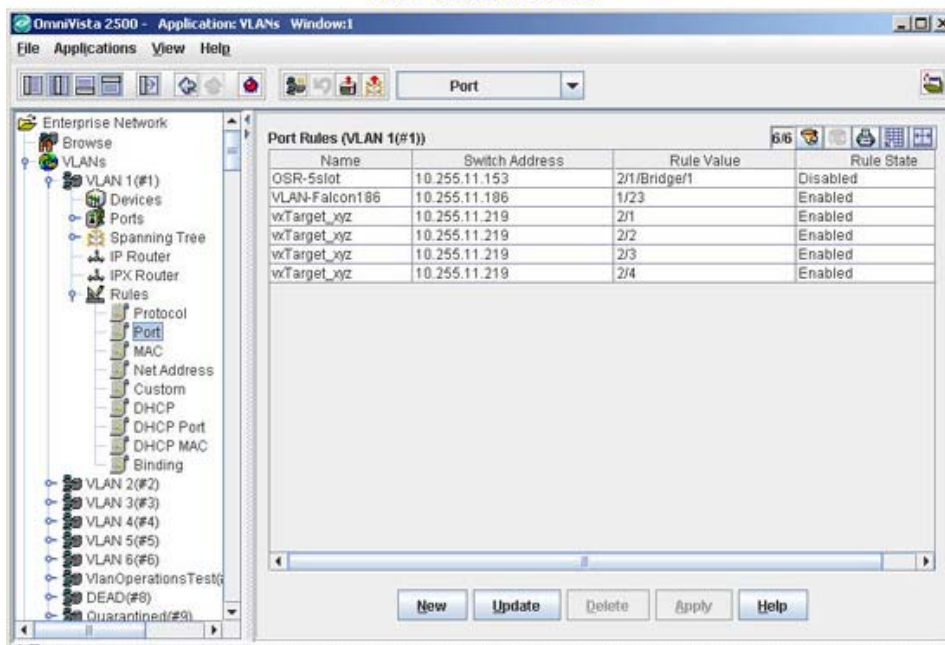 OmniVista 2500 - Application: VLANs Window:1
File Applications View Help
Port
Enterprise Network
Browse
VLANs
VLAN 1(#1)
Devices
Ports
Spanning Tree
IP Router
IPX Router
Rules
Protocol
Port
MAC
Net Address
Custom
DHCP
DHCP Port
DHCP MAC
Binding
VLAN 2(#2)
VLAN 3(#3)
VLAN 4(#4)
VLAN 5(#5)
VLAN 6(#6)
VlanOperationsTest(
DEAD(#8)
Quarantined(#9)
Port Rules (VLAN 1(#1)) 6/6
Name Switch Address Rule Value Rule State
OSR-5slot 10.255.11.153 2/1/Bridge/1 Disabled
VLAN-Falcon186 10.255.11.186 1/23 Enabled
vxTarget_xyz 10.255.11.219 2/1 Enabled
vxTarget_xyz 10.255.11.219 2/2 Enabled
vxTarget_xyz 10.255.11.219 2/3 Enabled
vxTarget_xyz 10.255.11.219 2/4 Enabled
New Update Delete Apply Help